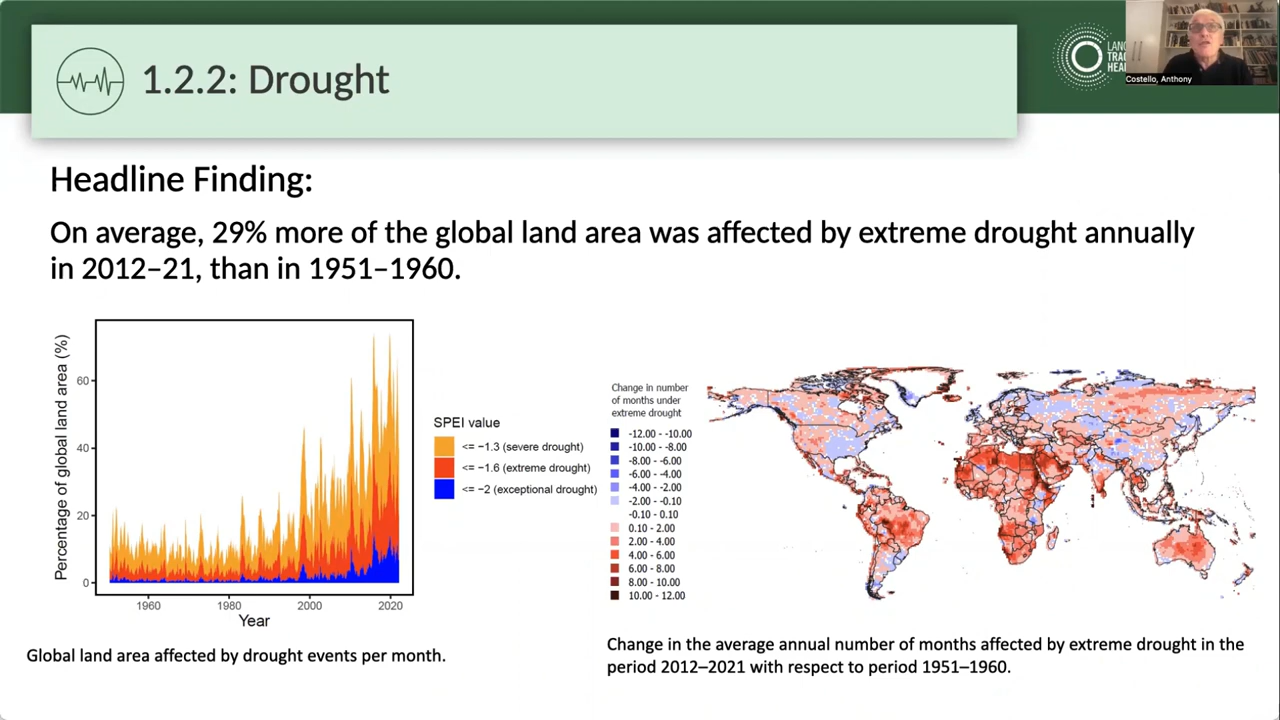 1.2.2: Drought
LAN
TRA
HEA
Costello, Anthony
Headline Finding:
On average, 29% more of the global land area was affected by extreme drought annually
in 2012–21, than in 1951–1960.
Percentage of global land area (%)
60
40
20
0
1960
1980
2000
2020
Year
SPEI value
<= −1.3 (severe drought)
<= −1.6 (extreme drought)
<= −2 (exceptional drought)
Global land area affected by drought events per month.
Change in number
of months under
extreme drought
-12.00 - -10.00
-10.00 - -8.00
-8.00 - -6.00
-6.00 - -4.00
-4.00 - -2.00
-2.00 - -0.10
-0.10 - 0.10
0.10 - 2.00
2.00 - 4.00
4.00 - 6.00
6.00 - 8.00
8.00 - 10.00
10.00 - 12.00
Change in the average annual number of months affected by extreme drought in the
period 2012–2021 with respect to period 1951–1960.